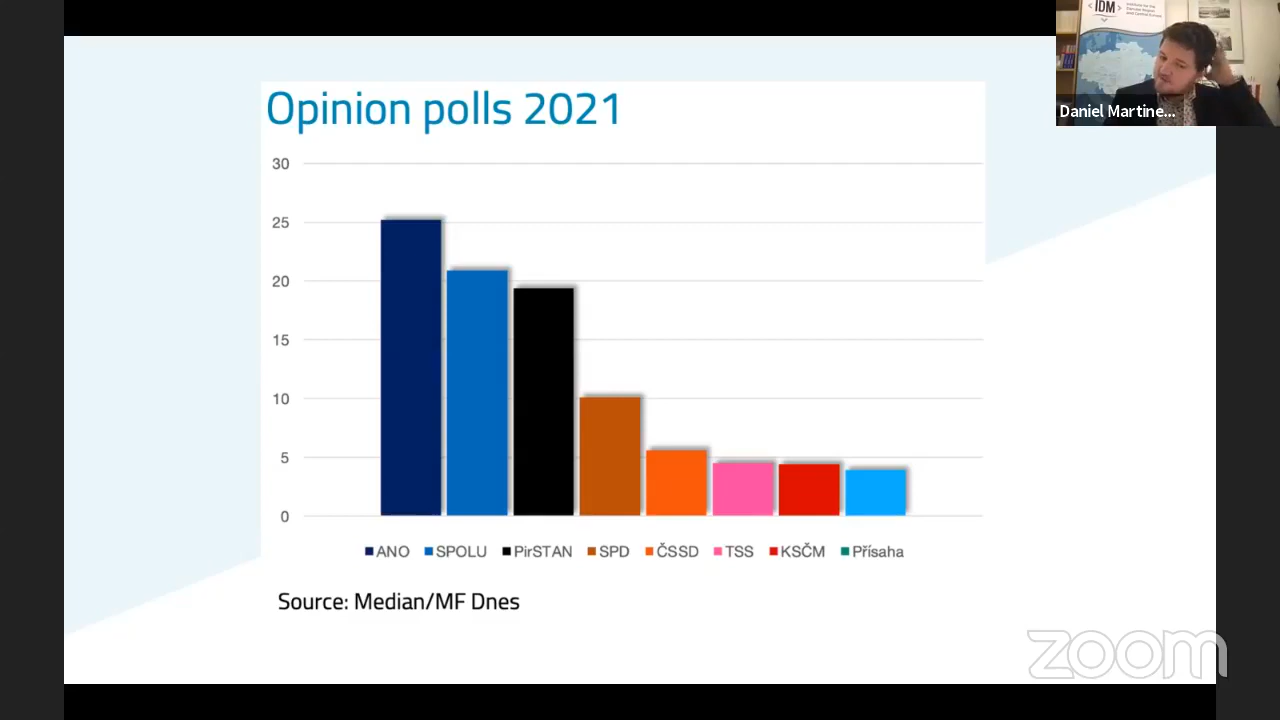 Opinion polls 2021
30
25
20
15
10
5
0
ANO SPOLU PirSTAN SPD ČSSD TSS KSČM Přísaha
Source: Median/MF Dnes
IDM
Daniel Martine...
zoom